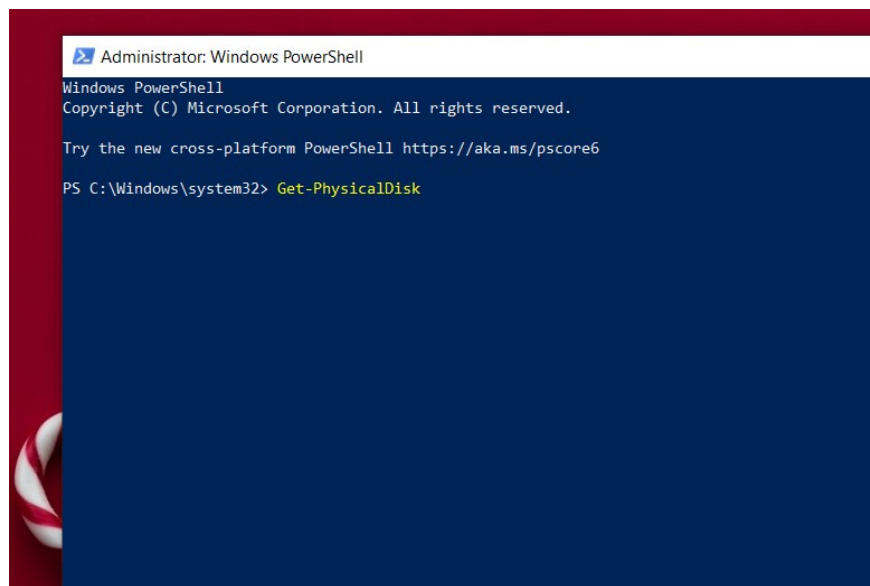 Administrator: Windows PowerShell
Windows PowerShell
Copyright (C) Microsoft Corporation. All rights reserved.
Try the new cross-platform PowerShell https://aka.ms/pscore6
PS C:\Windows\system32> Get-PhysicalDisk